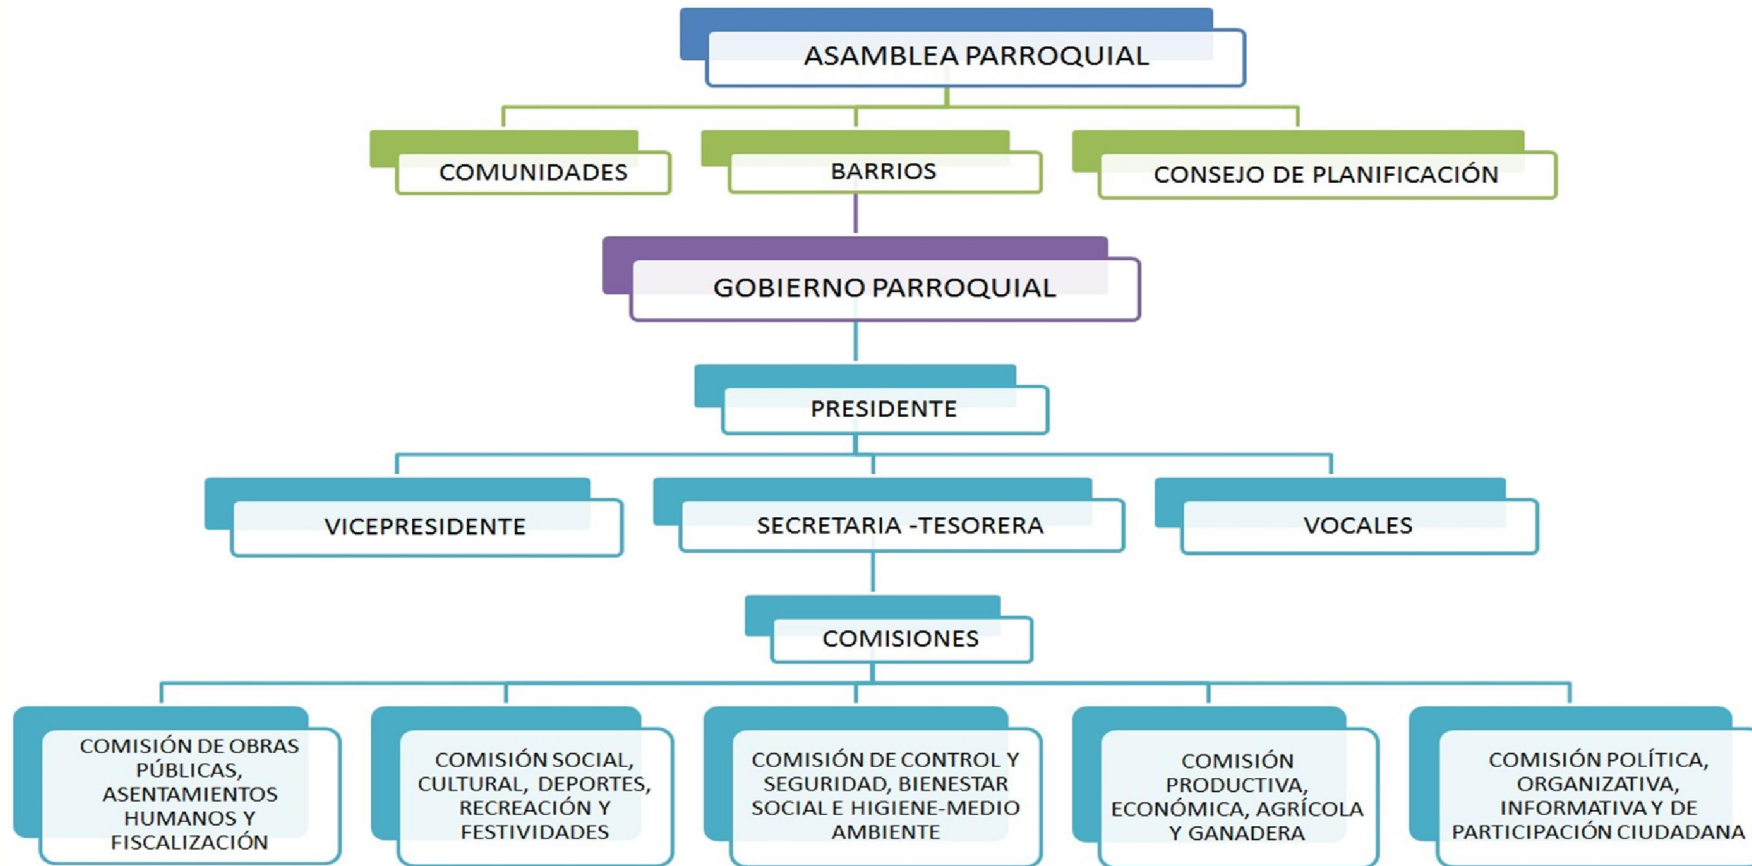 ASAMBLEA PARROQUIAL
COMUNIDADES
BARRIOS
CONSEJO DE PLANIFICACIÓN
GOBIERNO PARROQUIAL
PRESIDENTE
VICEPRESIDENTE
SECRETARIA -TESORERA
VOCALES
COMISIONES
COMISIÓN DE OBRAS
PÚBLICAS,
ASENTAMIENTOS
HUMANOS Y
FISCALIZACIÓN
COMISIÓN SOCIAL,
CULTURAL, DEPORTES,
RECREACIÓN Y
FESTIVIDADES
COMISIÓN DE CONTROL Y
SEGURIDAD, BIENESTAR
SOCIAL E HIGIENE-MEDIO
AMBIENTE
COMISIÓN
PRODUCTIVA,
ECONÓMICA, AGRÍCOLA
Y GANADERA
COMISIÓN POLÍTICA,
ORGANIZATIVA,
INFORMATIVA Y DE
PARTICIPACIÓN CIUDADANA